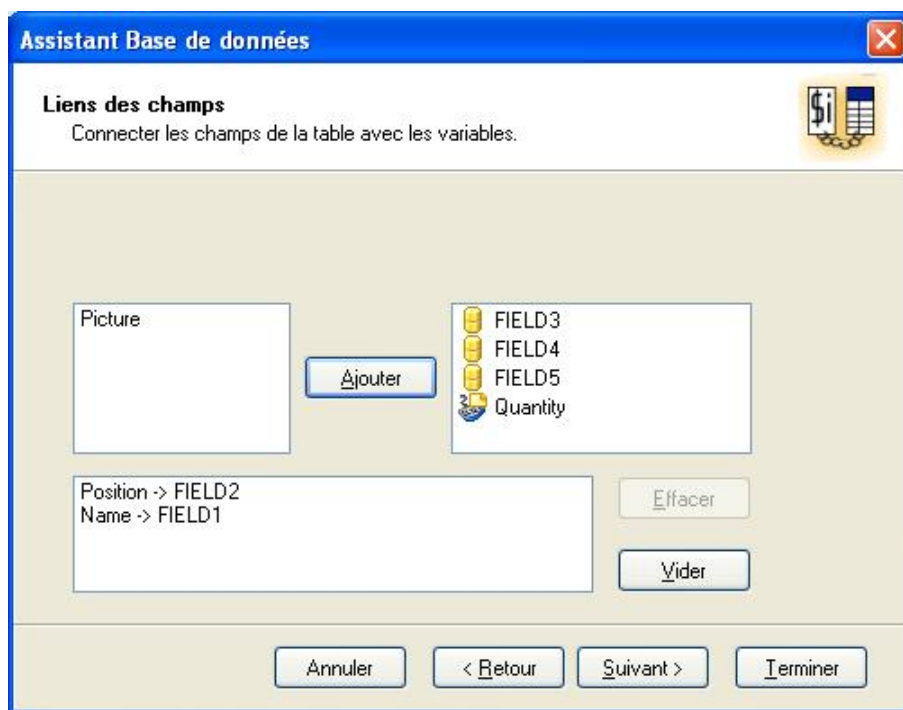 Assistant Base de données
Liens des champs
Connecter les champs de la table avec les variables.
$i
Picture
Ajouter
FIELD3
FIELD4
FIELD5
Quantity
Position -> FIELD2
Name -> FIELD1
Effacer
Vider
Annuler
< Retour
Suivant >
Terminer